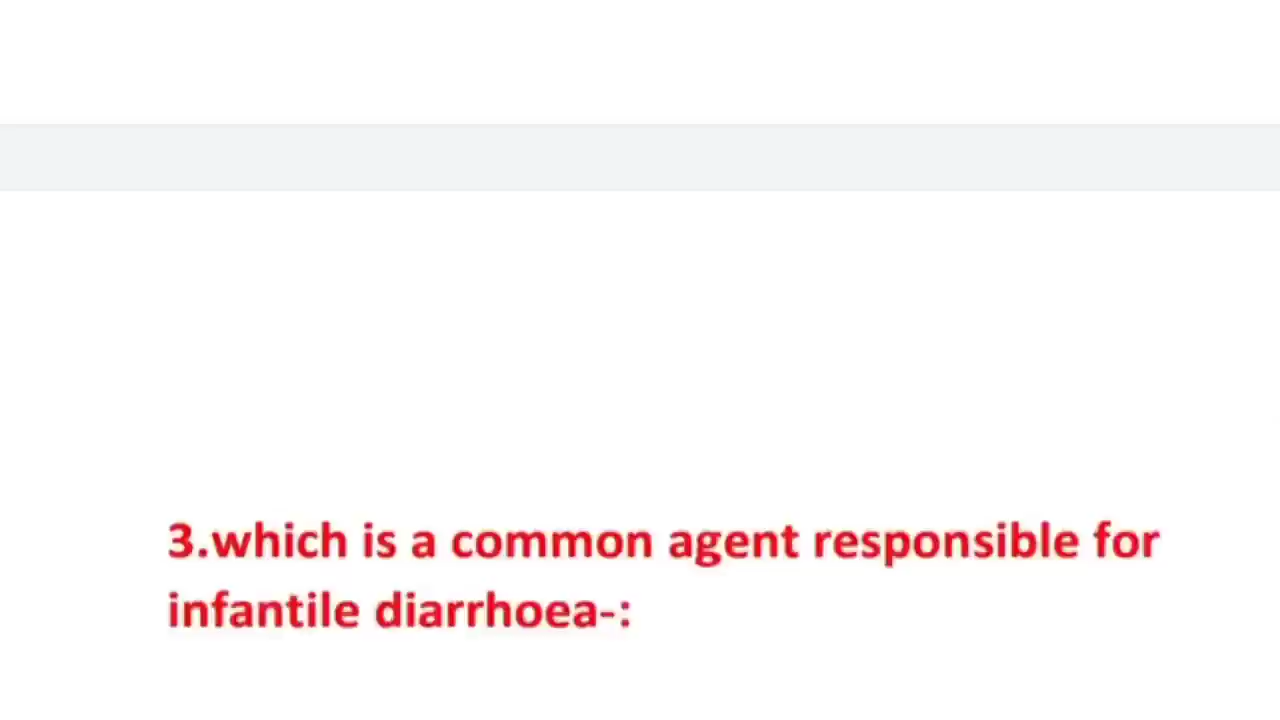 3.which is a common agent responsible for
infantile diarrhoea-: